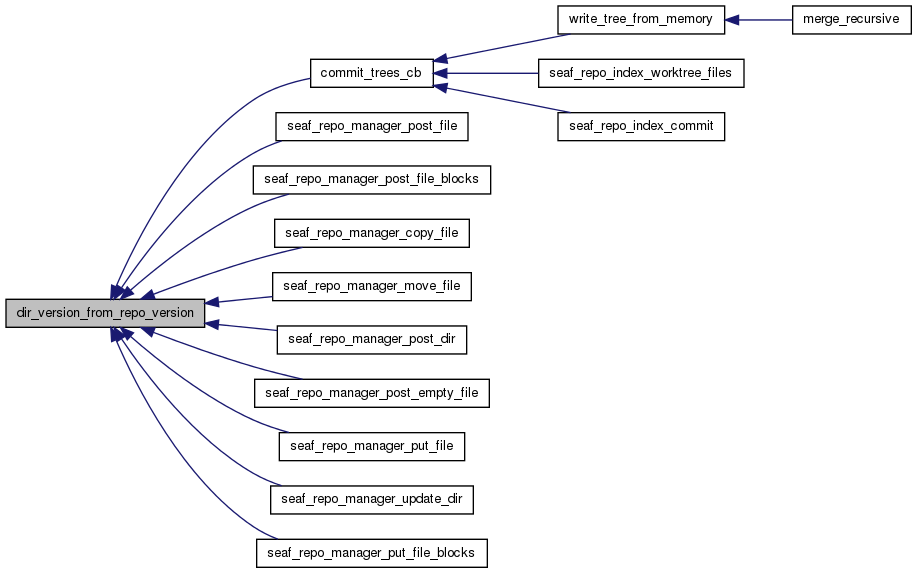 write_tree_from_memory
merge_recursive
commit_trees_cb
seaf_repo_index_worktree_files
seaf_repo_manager_post_file
seaf_repo_index_commit
seaf_repo_manager_post_file_blocks
seaf_repo_manager_copy_file
seaf_repo_manager_move_file
dir_version_from_repo_version
seaf_repo_manager_post_dir
seaf_repo_manager_post_empty_file
seaf_repo_manager_put_file
seaf_repo_manager_update_dir
seaf_repo_manager_put_file_blocks